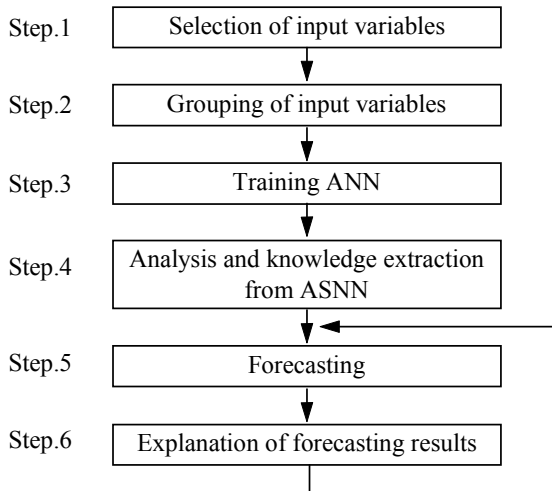 Step.1 Selection of input variables
Step.2 Grouping of input variables
Step.3 Training ANN
Step.4 Analysis and knowledge extraction
from ASNN
Step.5 Forecasting
Step.6 Explanation of forecasting results